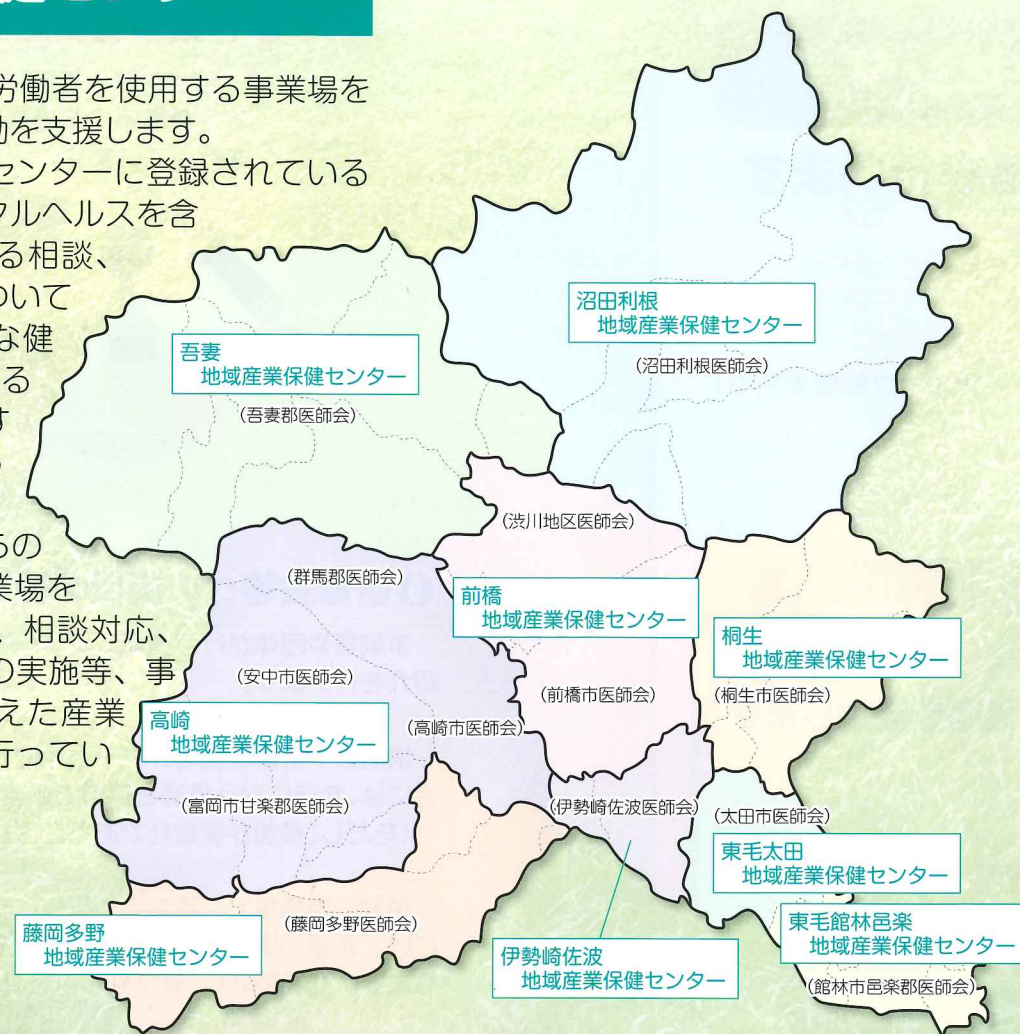 労働者を使用する事業場を
動を支援します。
センターに登録されている
タルヘルスを含
る相談、
ついて
な健
る
す
らの
業場を
、相談対応、
の実施等、事
えた産業
行ってい
沼田利根
地域産業保健センター
(沼田利根医師会)
吾妻
地域産業保健センター
(吾妻郡医師会)
(渋川地区医師会)
(群馬郡医師会)
前橋
地域産業保健センター
(前橋市医師会)
桐生
地域産業保健センター
(桐生市医師会)
(安中市医師会)
高崎
地域産業保健センター
(高崎市医師会)
(富岡市甘楽郡医師会)
(伊勢崎佐波医師会)
(太田市医師会)
東毛太田
地域産業保健センター
東毛館林邑楽
地域産業保健センター
(館林市邑楽郡医師会)
伊勢崎佐波
地域産業保健センター
(藤岡多野医師会)
藤岡多野
地域産業保健センター